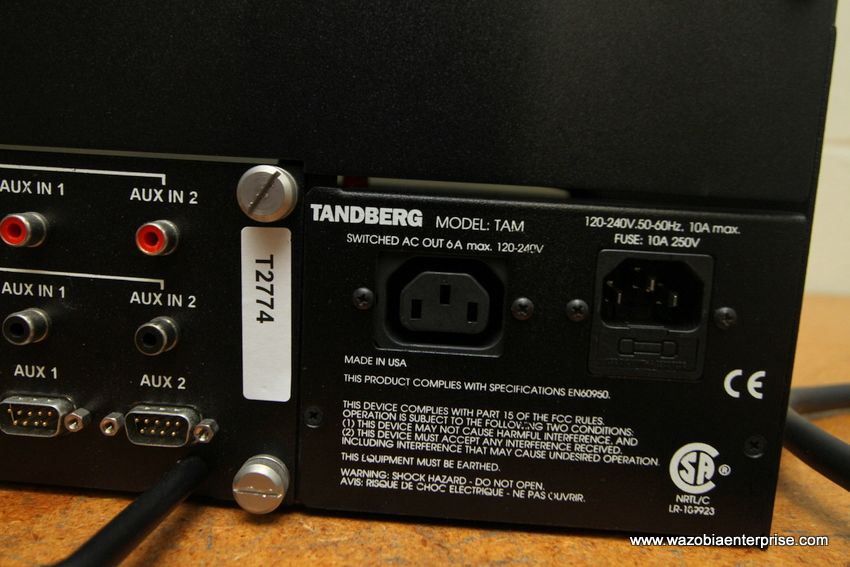 AUX IN 1
AUX IN 2
AUX IN 1
AUX IN 2
AUX 1
AUX 2
T2774
TANDBERG MODEL: TAM
SWITCHED AC OUT 6A max. 120-240V
120-240V.50-60Hz. 10A max.
FUSE: 10A 250V
MADE IN USA
THIS PRODUCT COMPLIES WITH SPECIFICATIONS EN60950.
CE
THIS DEVICE COMPLIES WITH PART 15 OF THE FCC RULES.
OPERATION IS SUBJECT TO THE FOLLOWING TWO CONDITIONS:
(1) THIS DEVICE MAY NOT CAUSE HARMFUL INTERFERENCE, AND
(2) THIS DEVICE MUST ACCEPT ANY INTERFERENCE RECEIVED.
INCLUDING INTERFERENCE THAT MAY CAUSE UNDESIRED OPERATION.
THIS EQUIPMENT MUST BE EARTHED.
WARNING: SHOCK HAZARD - DO NOT OPEN.
AVIS: RISQUE DE CHOC ELECTRIQUE - NE PAS OUVRIR.
SA ®
NRTL/C
LR-109923
www.wazobiaenterprise.com